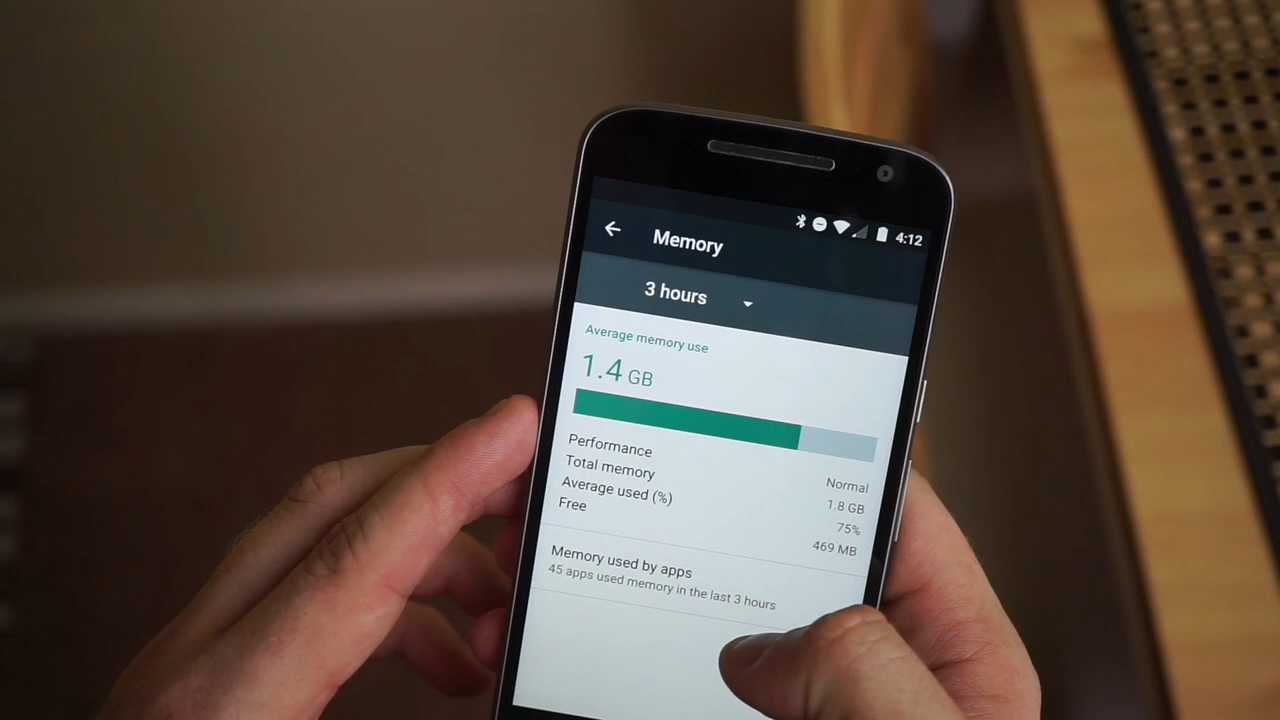 4:12
Memory
3 hours
Average memory use
1.4 GB
Performance Normal
Total memory 1.8 GB
Average used (%) 75%
Free 469 MB
Memory used by apps
45 apps used memory in the last 3 hours